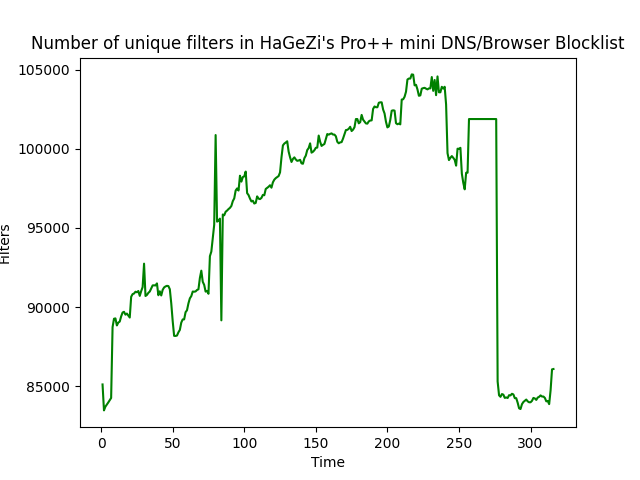 Number of unique filters in HaGeZi's Pro++ mini DNS/Browser Blocklist
105000
100000
95000
90000
85000
Filters
0 50 100 150 200 250 300
Time